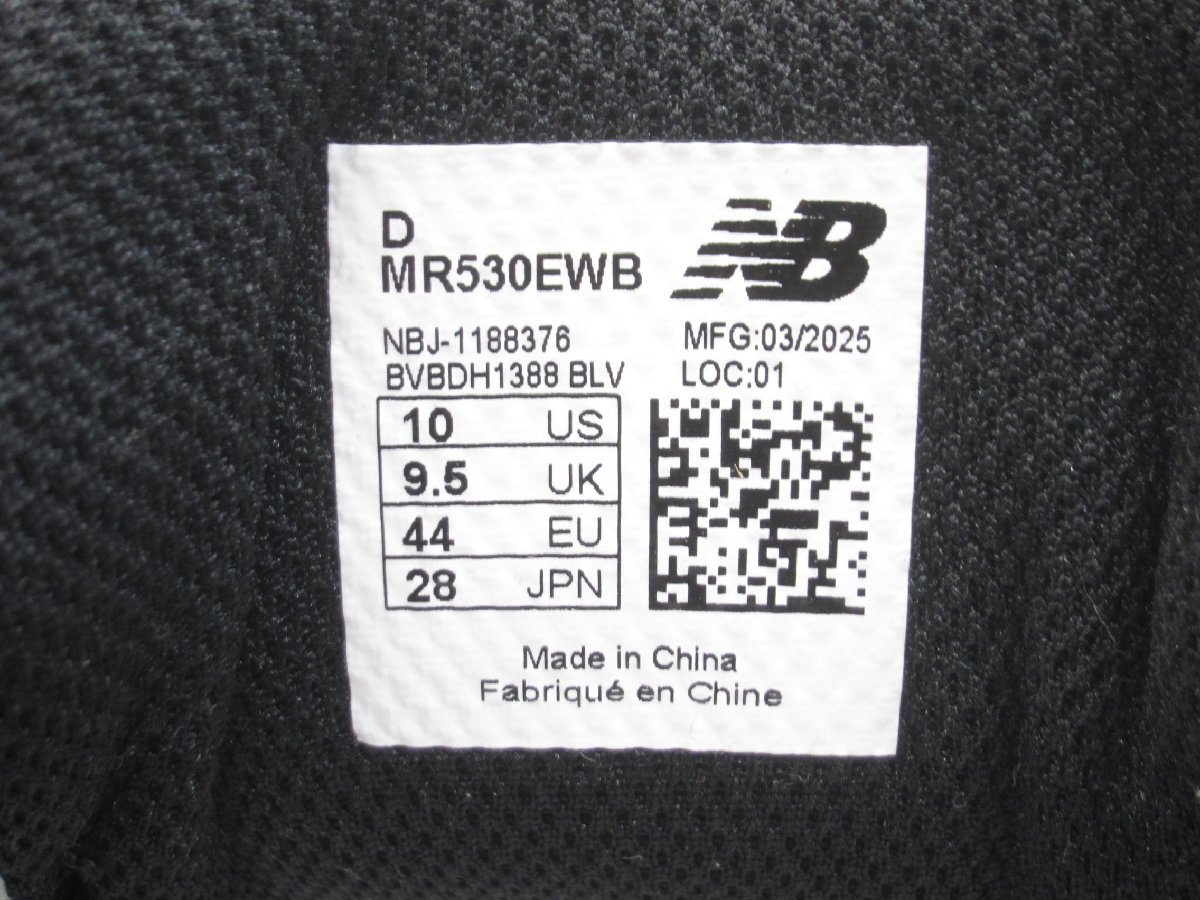 D
MR530EWB
NB
NBJ-1188376 MFG:03/2025
BVBDH1388 BLV LOC:01
10 US
9.5 UK
44 EU
28 JPN
Made in China
Fabriqué en Chine